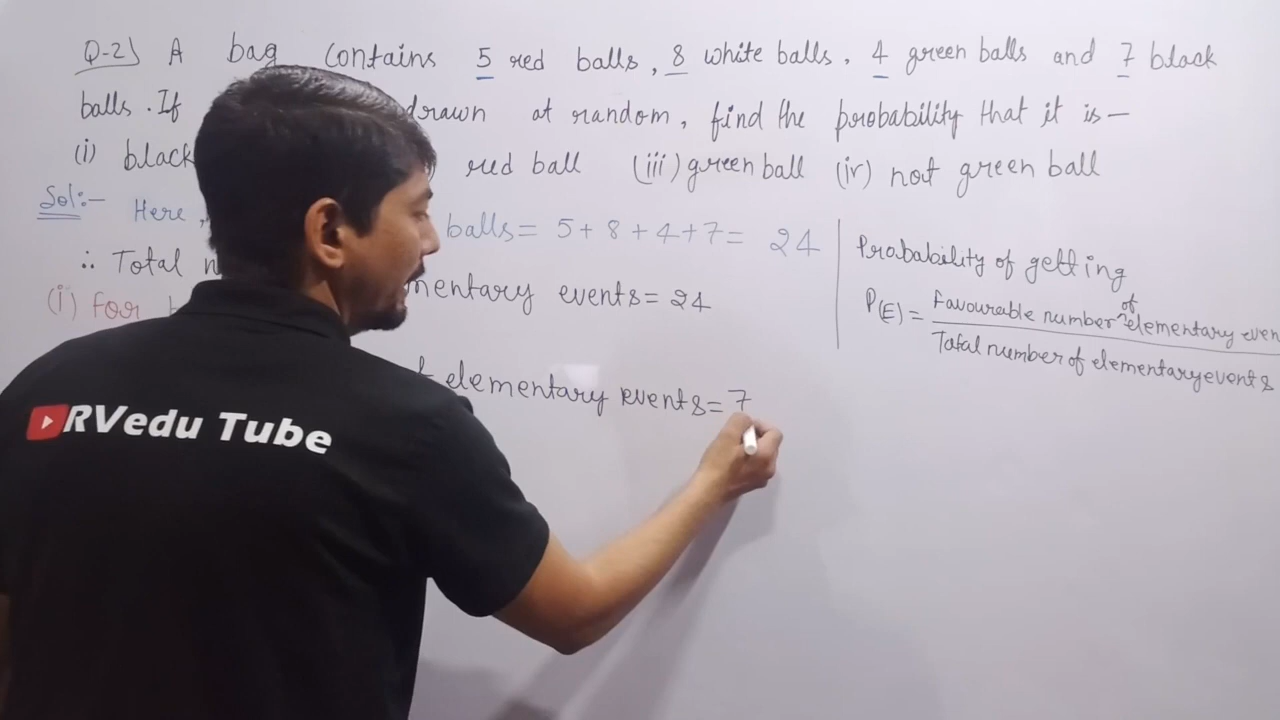 Q-2) A bag contains 5 red balls, 8 white balls, 4 green balls and 7 black
balls. If drawn at random, find the probability that it is —
(i) black red ball (iii) green ball (iv) not green ball
Sol:- Here, balls = 5+8+4+7= 24
∴ Total mentary events = 24
(i) for
elementary events = 7
Probability of getting
P(E) = Favourable number of elementary even
Total number of elementary events
RVedu Tube